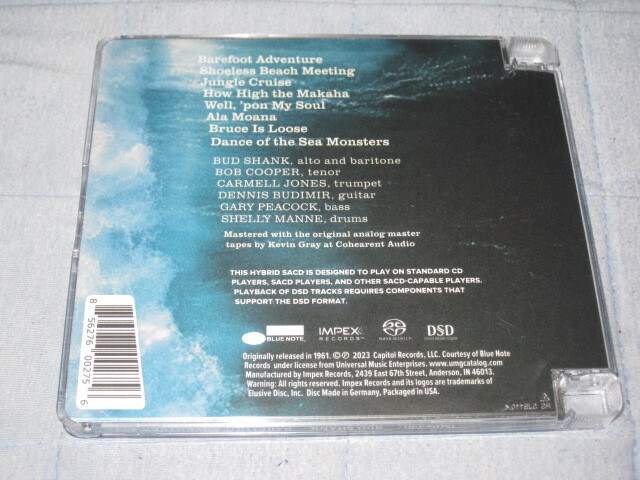 Barefoot Adventure
Shoeless Beach Meeting
Jungle Cruise
How High the Makaha
Well, 'pon My Soul
Ala Moana
Bruce Is Loose
Dance of the Sea Monsters
BUD SHANK, alto and baritone
BOB COOPER, tenor
CARMELL JONES, trumpet
DENNIS BUDIMIR, guitar
GARY PEACOCK, bass
SHELLY MANNE, drums
Mastered with the original analog master
tapes by Kevin Gray at Cohearent Audio
THIS HYBRID SACD IS DESIGNED TO PLAY ON STANDARD CD
PLAYERS, SACD PLAYERS, AND OTHER SACD-CAPABLE PLAYERS.
PLAYBACK OF DSD TRACKS REQUIRES COMPONENTS THAT
SUPPORT THE DSD FORMAT.
BLUE NOTE.
IMPEX
RECORDS
SUPER AUDIO CD
DSD
Originally released in 1961. ©℗ 2023 Capitol Records, LLC. Courtesy of Blue Note
Records under license from Universal Music Enterprises. www.umgcatalog.com
Manufactured by Impex Records, 2439 East 67th Street, Anderson, IN 46013.
Warning: All rights reserved. Impex Records and its logos are trademarks of
Elusive Disc, Inc. Disc Made in Germany, Packaged in USA.
8 56276 00275 6